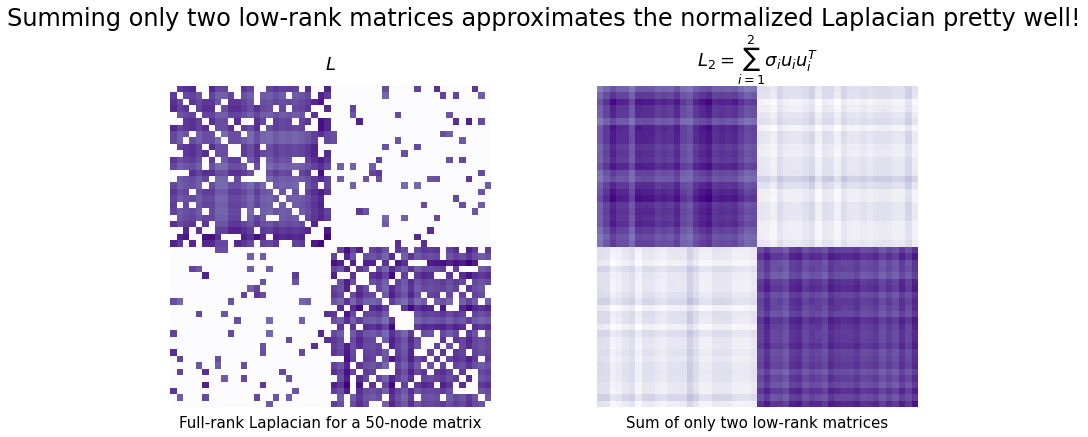 Summing only two low-rank matrices approximates the normalized Laplacian pretty well!
L
L₂ = ∑ᵢ₌₁² σᵢuᵢuᵢᵀ
Full-rank Laplacian for a 50-node matrix
Sum of only two low-rank matrices